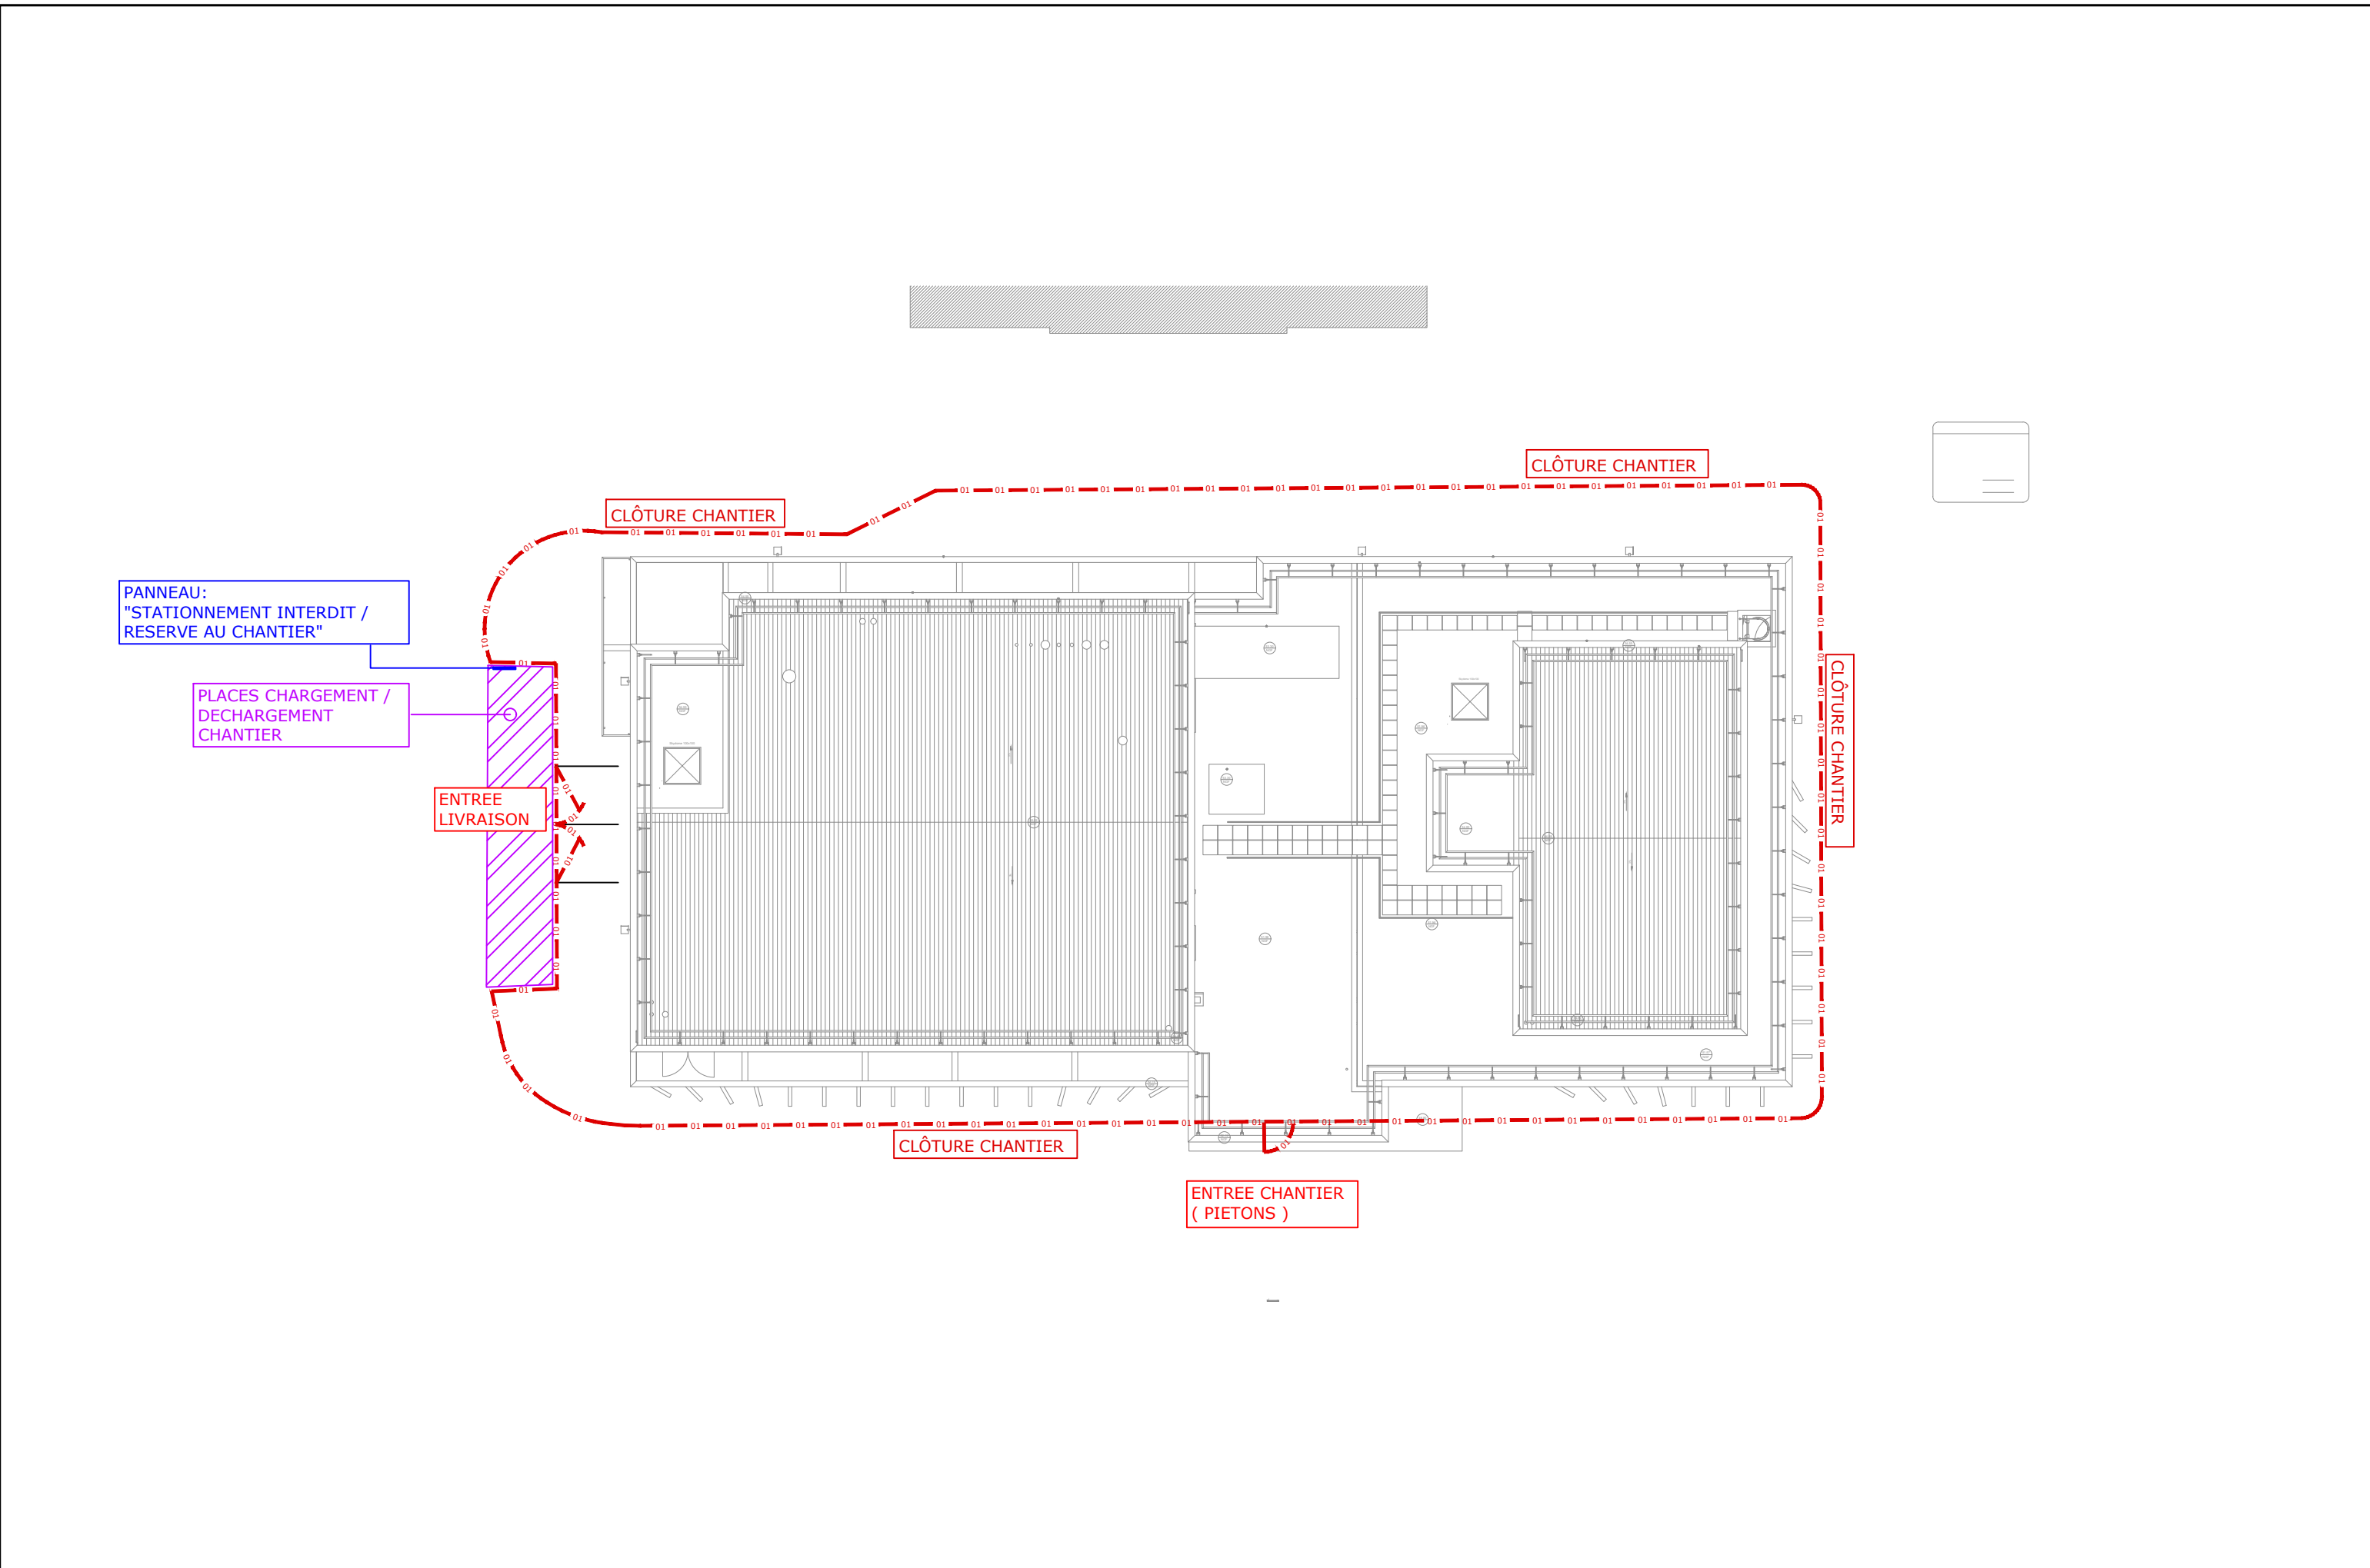 CLÔTURE CHANTIER
CLÔTURE CHANTIER
PANNEAU:
"STATIONNEMENT INTERDIT /
RESERVE AU CHANTIER"
PLACES CHARGEMENT /
DECHARGEMENT
CHANTIER
CLÔTURE CHANTIER
ENTREE
LIVRAISON
CLÔTURE CHANTIER
ENTREE CHANTIER
( PIETONS )
01